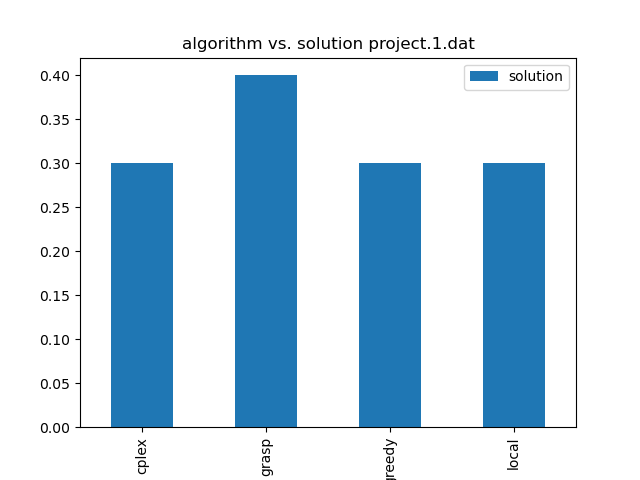 algorithm vs. solution project.1.dat
solution
0.40
0.35
0.30
0.25
0.20
0.15
0.10
0.05
0.00
cplex
grasp
greedy
local